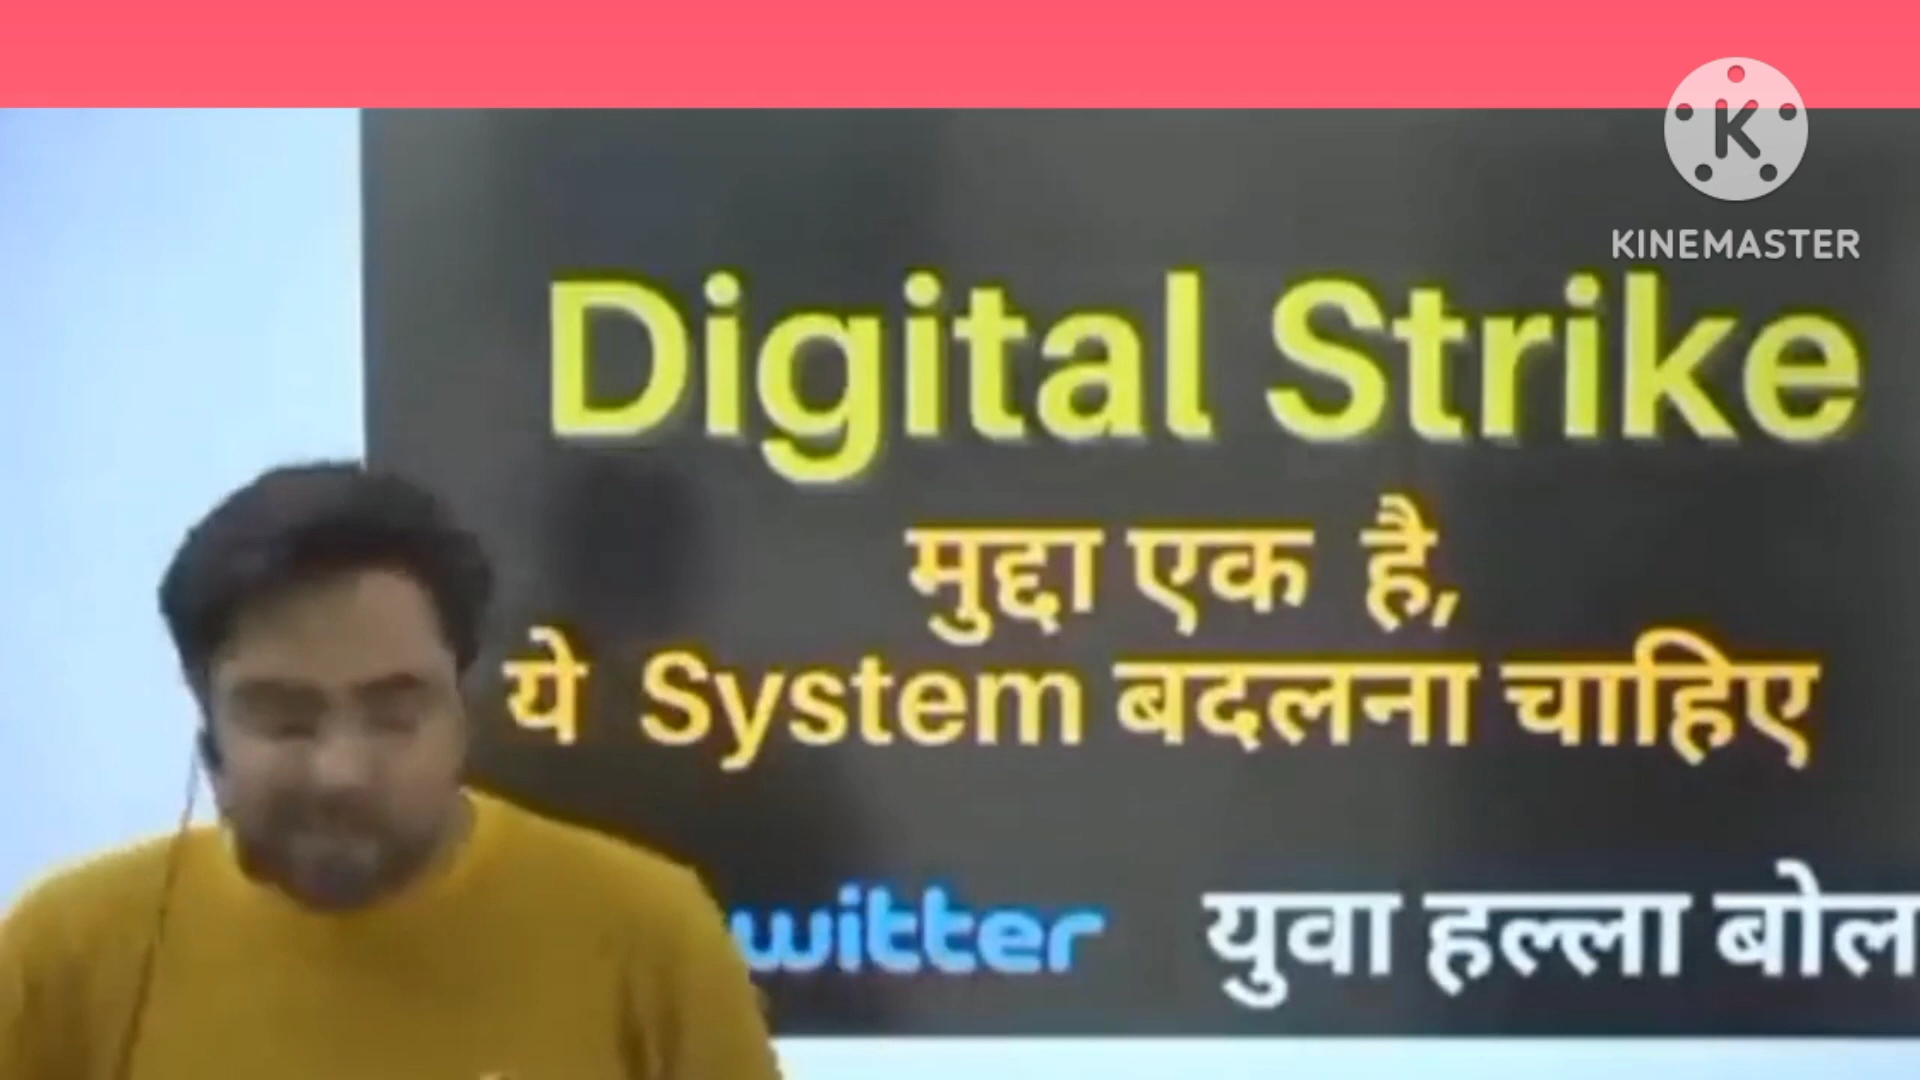 K
KINEMASTER
Digital Strike
मुद्दा एक है,
ये System बदलना चाहिए
witter युवा हल्ला बोल